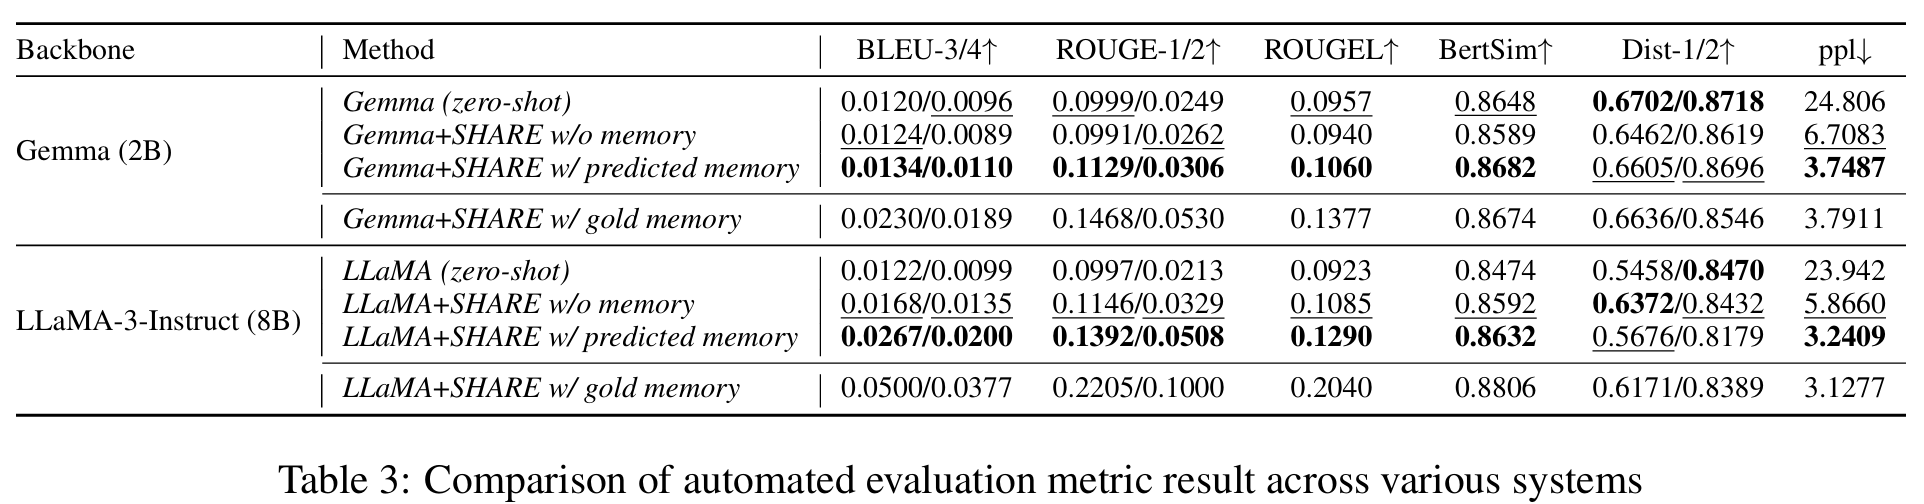 Backbone Method BLEU-3/4↑ ROUGE-1/2↑ ROUGEL↑ BertSim↑ Dist-1/2↑ ppl↓
Gemma (zero-shot) 0.0120/0.0096 0.0999/0.0249 0.0957 0.8648 0.6702/0.8718 24.806
Gemma+SHARE w/o memory 0.0124/0.0089 0.0991/0.0262 0.0940 0.8589 0.6462/0.8619 6.7083
Gemma (2B)
Gemma+SHARE w/ predicted memory 0.0134/0.0110 0.1129/0.0306 0.1060 0.8682 0.6605/0.8696 3.7487
Gemma+SHARE w/ gold memory 0.0230/0.0189 0.1468/0.0530 0.1377 0.8674 0.6636/0.8546 3.7911
LLaMA (zero-shot) 0.0122/0.0099 0.0997/0.0213 0.0923 0.8474 0.5458/0.8470 23.942
LLaMA+SHARE w/o memory 0.0168/0.0135 0.1146/0.0329 0.1085 0.8592 0.6372/0.8432 5.8660
LLaMA-3-Instruct (8B)
LLaMA+SHARE w/ predicted memory 0.0267/0.0200 0.1392/0.0508 0.1290 0.8632 0.5676/0.8179 3.2409
LLaMA+SHARE w/ gold memory 0.0500/0.0377 0.2205/0.1000 0.2040 0.8806 0.6171/0.8389 3.1277
Table 3: Comparison of automated evaluation metric result across various systems